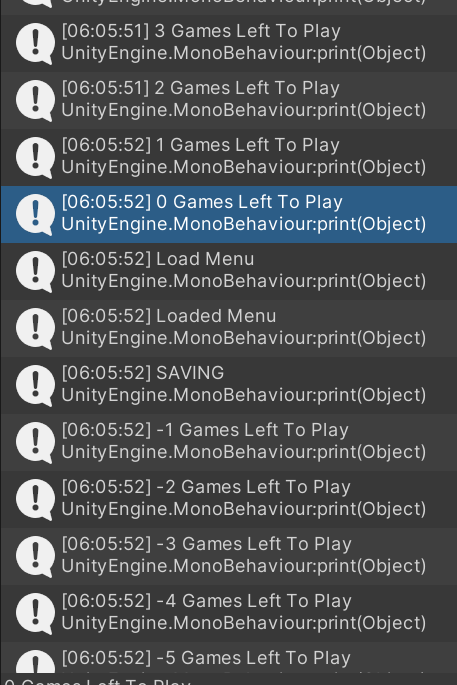 UnityEngine.MonoBehaviour:print(Object)
[06:05:51] 3 Games Left To Play
UnityEngine.MonoBehaviour:print(Object)
[06:05:51] 2 Games Left To Play
UnityEngine.MonoBehaviour:print(Object)
[06:05:52] 1 Games Left To Play
UnityEngine.MonoBehaviour:print(Object)
[06:05:52] 0 Games Left To Play
UnityEngine.MonoBehaviour:print(Object)
[06:05:52] Load Menu
UnityEngine.MonoBehaviour:print(Object)
[06:05:52] Loaded Menu
UnityEngine.MonoBehaviour:print(Object)
[06:05:52] SAVING
UnityEngine.MonoBehaviour:print(Object)
[06:05:52] -1 Games Left To Play
UnityEngine.MonoBehaviour:print(Object)
[06:05:52] -2 Games Left To Play
UnityEngine.MonoBehaviour:print(Object)
[06:05:52] -3 Games Left To Play
UnityEngine.MonoBehaviour:print(Object)
[06:05:52] -4 Games Left To Play
UnityEngine.MonoBehaviour:print(Object)
[06:05:52] -5 Games Left To Play
0 Games Left To Play